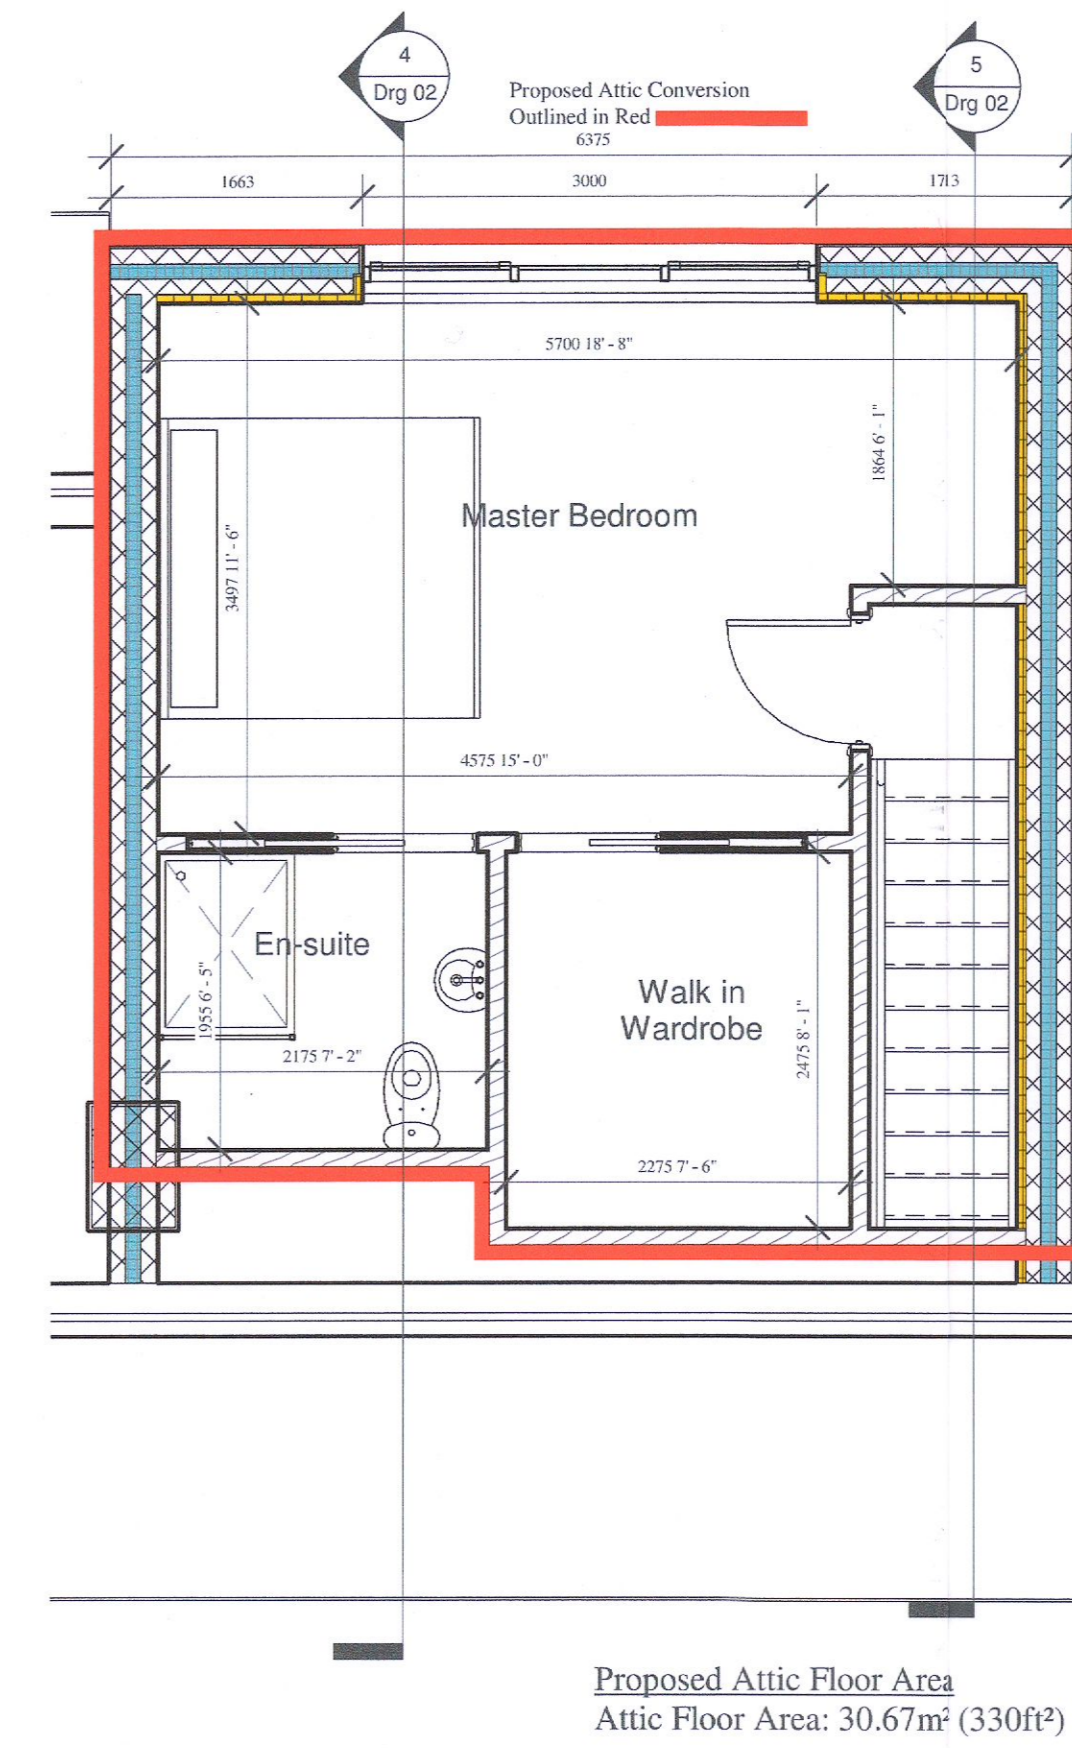 4
Drg 02
5
Drg 02
Proposed Attic Conversion
Outlined in Red
6375
1663
3000
1713
5700 18' - 8"
1864 6' - 1"
Master Bedroom
3497 11' - 6"
4575 15' - 0"
En-suite
1955 6' - 5"
2175 7' - 2"
Walk in
Wardrobe
2475 8' - 1"
2275 7' - 6"
Proposed Attic Floor Area
Attic Floor Area: 30.67m² (330ft²)